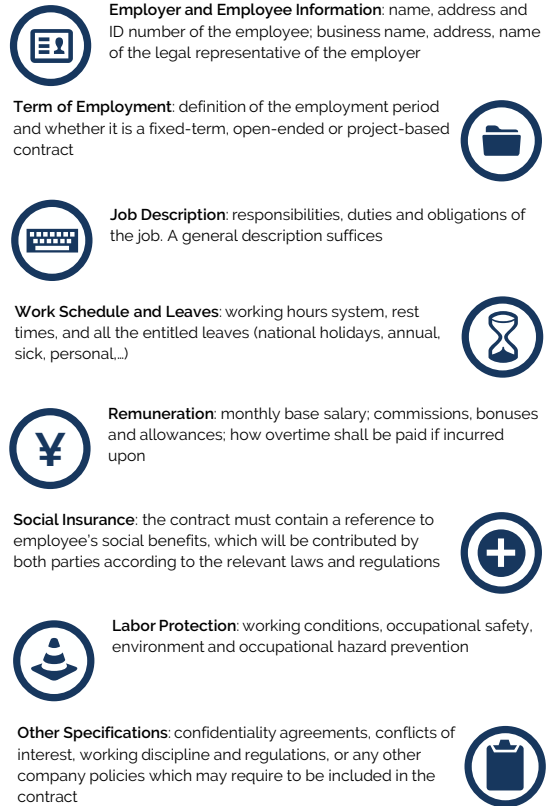 Employer and Employee Information: name, address and
ID number of the employee; business name, address, name
of the legal representative of the employer
Term of Employment: definition of the employment period
and whether it is a fixed-term, open-ended or project-based
contract
Job Description: responsibilities, duties and obligations of
the job. A general description suffices
Work Schedule and Leaves: working hours system, rest
times, and all the entitled leaves (national holidays, annual,
sick, personal,...)
¥
Remuneration: monthly base salary; commissions, bonuses
and allowances; how overtime shall be paid if incurred
upon
Social Insurance: the contract must contain a reference to
employee's social benefits, which will be contributed by
both parties according to the relevant laws and regulations
Labor Protection: working conditions, occupational safety,
environment and occupational hazard prevention
Other Specifications: confidentiality agreements, conflicts of
interest, working discipline and regulations, or any other
company policies which may require to be included in the
contract